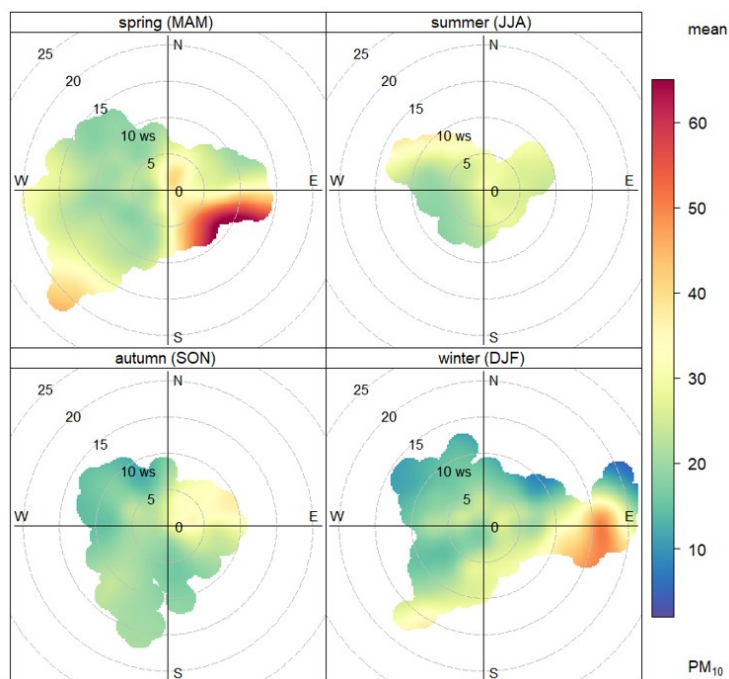 spring (MAM)
25
20
15
10 ws
5
0
N
W
E
S
summer (JJA)
25
20
15
10 ws
5
0
N
W
E
S
autumn (SON)
25
20
15
10 ws
5
0
N
W
E
S
winter (DJF)
25
20
15
10 ws
5
0
N
W
E
S
mean
60
50
40
30
20
10
PM₁₀